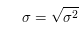 σ = √σ²